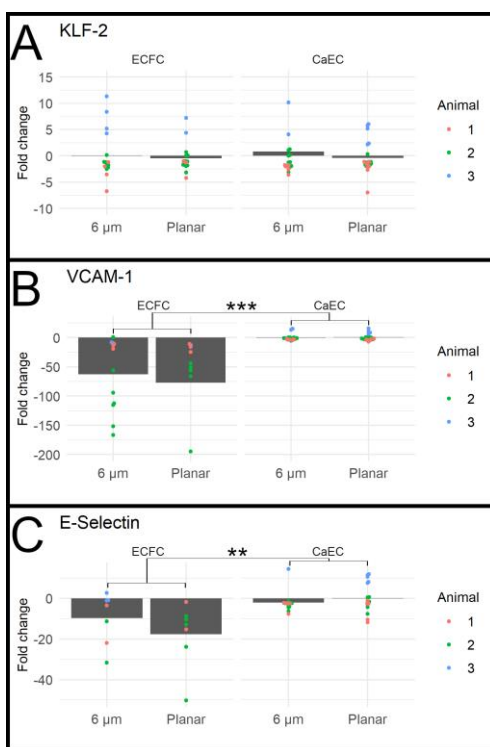 A KLF-2
ECFC CaEC
Fold change
15
10
5
0
-5
-10
6 µm Planar 6 µm Planar
Animal
1
2
3
B VCAM-1
***
ECFC CaEC
Fold change
0
-50
-100
-150
-200
6 µm Planar 6 µm Planar
Animal
1
2
3
C E-Selectin
**
ECFC CaEC
Fold change
0
-20
-40
6 µm Planar 6 µm Planar
Animal
1
2
3